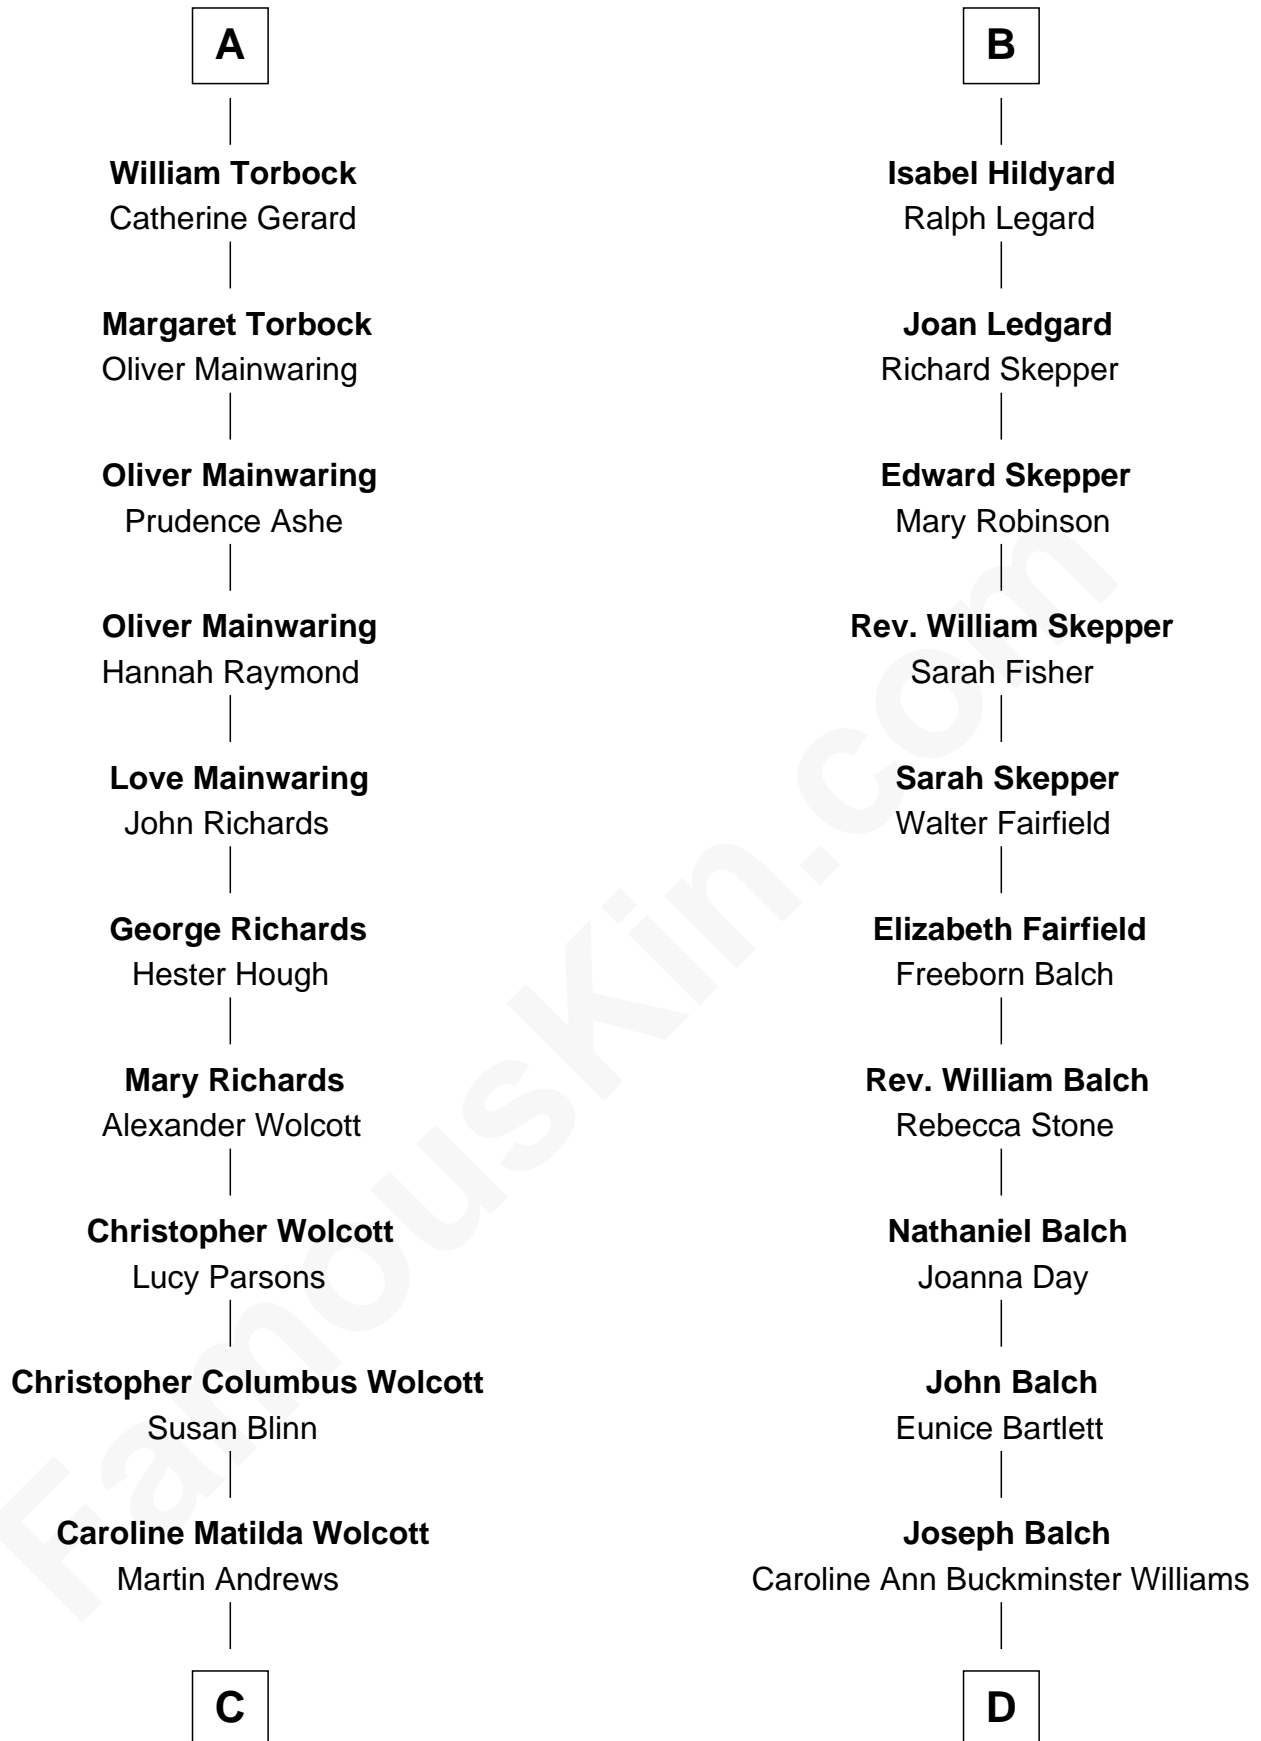 A
William Torbock
Catherine Gerard
Margaret Torbock
Oliver Mainwaring
Oliver Mainwaring
Prudence Ashe
Oliver Mainwaring
Hannah Raymond
Love Mainwaring
John Richards
George Richards
Hester Hough
Mary Richards
Alexander Wolcott
Christopher Wolcott
Lucy Parsons
Christopher Columbus Wolcott
Susan Blinn
Caroline Matilda Wolcott
Martin Andrews
C
B
Isabel Hildyard
Ralph Legard
Joan Ledgard
Richard Skepper
Edward Skepper
Mary Robinson
Rev. William Skepper
Sarah Fisher
Sarah Skepper
Walter Fairfield
Elizabeth Fairfield
Freeborn Balch
Rev. William Balch
Rebecca Stone
Nathaniel Balch
Joanna Day
John Balch
Eunice Bartlett
Joseph Balch
Caroline Ann Buckminster Williams
D
FamousKin.com